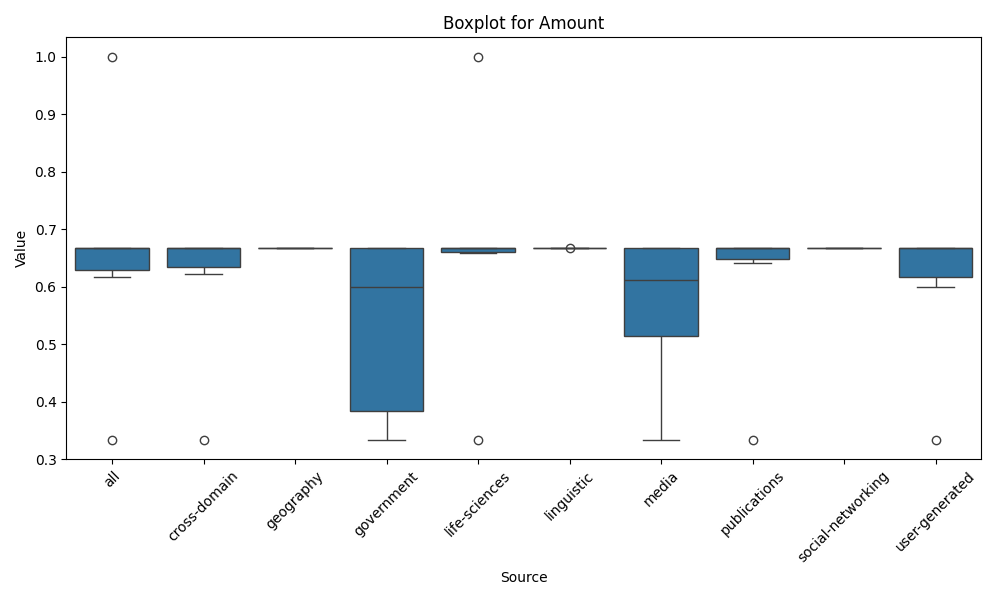 Boxplot for Amount
Value
1.0
0.9
0.8
0.7
0.6
0.5
0.4
0.3
all
cross-domain
geography
government
life-sciences
linguistic
media
publications
social-networking
user-generated
Source